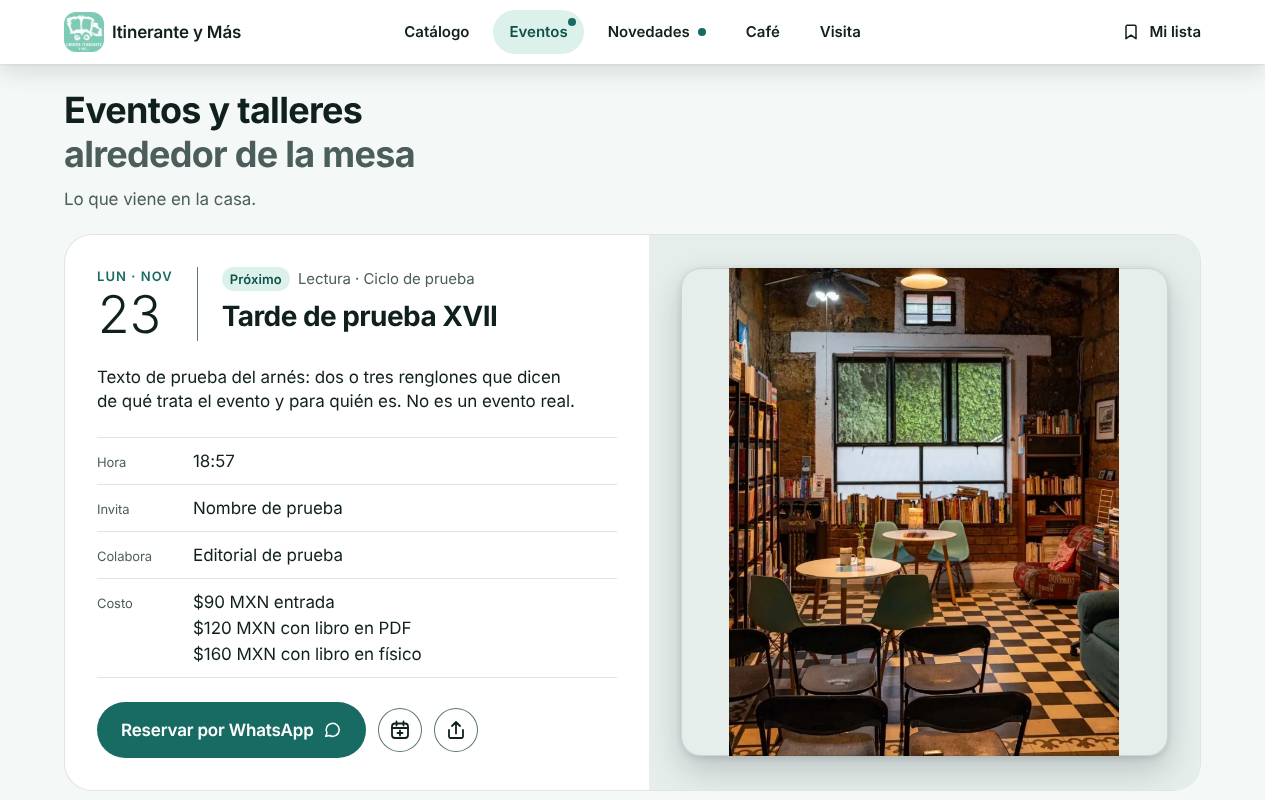 Itinerante y Más
Catálogo
Eventos
Novedades
Café
Visita
Mi lista
Eventos y talleres
alrededor de la mesa
Lo que viene en la casa.
LUN · NOV
23
Próximo
Lectura · Ciclo de prueba
Tarde de prueba XVII
Texto de prueba del arnés: dos o tres renglones que dicen
de qué trata el evento y para quién es. No es un evento real.
Hora
18:57
Invita
Nombre de prueba
Colabora
Editorial de prueba
Costo
$90 MXN entrada
$120 MXN con libro en PDF
$160 MXN con libro en físico
Reservar por WhatsApp